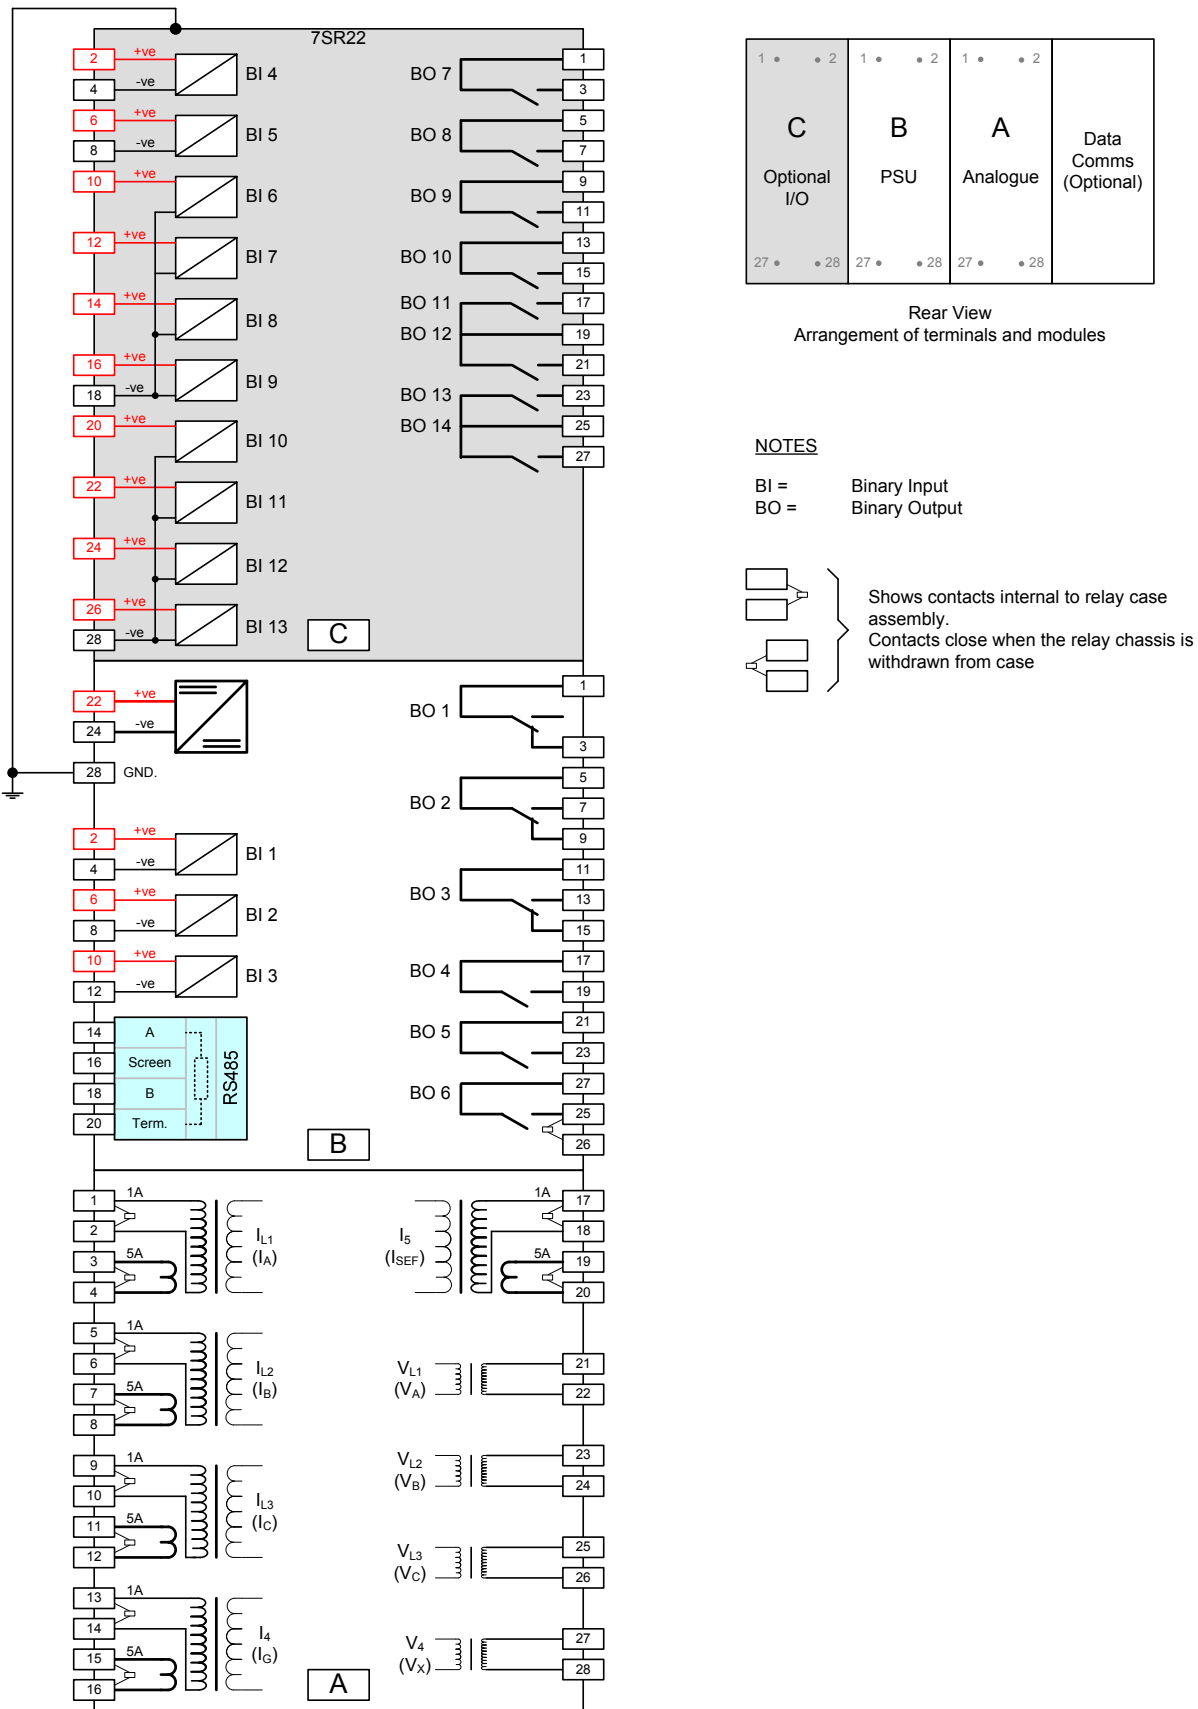 7SR22
2 +ve BI 4 BO 7 1
4 -ve 3
6 +ve BI 5 BO 8 5
8 -ve 7
10 +ve BI 6 BO 9 9
11
12 +ve BI 7 BO 10 13
15
14 +ve BI 8 BO 11 17
BO 12 19
16 +ve BI 9 21
18 -ve BO 13 23
20 +ve BI 10 BO 14 25
27
22 +ve BI 11
24 +ve BI 12
26 +ve BI 13
28 -ve
C
22 +ve BO 1 1
24 -ve 3
28 GND.
BO 2 5
7
9
2 +ve BI 1
4 -ve
BO 3 11
13
15
6 +ve BI 2
8 -ve
10 +ve BI 3
12 -ve
BO 4 17
19
14 A
16 Screen
18 B
20 Term.
RS485
BO 5 21
23
BO 6 27
25
26
B
1 1A
2
3 5A
4
IL1
(IA)
I5
(ISEF)
1A 17
18
5A 19
20
5 1A
6
7 5A
8
IL2
(IB)
VL1
(VA)
21
22
9 1A
10
11 5A
12
IL3
(IC)
VL2
(VB)
23
24
VL3
(VC)
25
26
13 1A
14
15 5A
16
I4
(IG)
V4
(VX)
27
28
A
1 2 1 2 1 2
C B A
Optional
I/O
PSU
Analogue
Data
Comms
(Optional)
27 28 27 28 27 28
Rear View
Arrangement of terminals and modules
NOTES
BI = Binary Input
BO = Binary Output
Shows contacts internal to relay case
assembly.
Contacts close when the relay chassis is
withdrawn from case